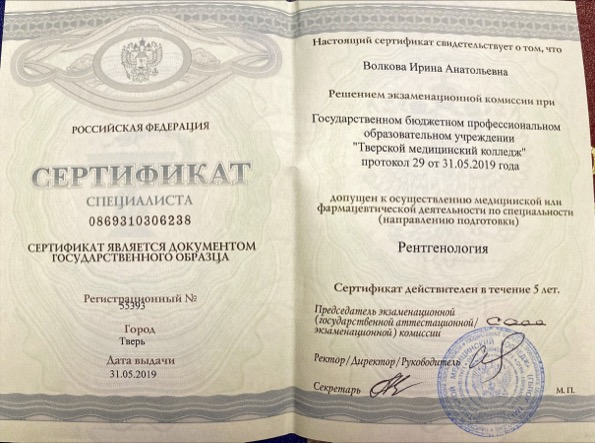 РОССИЙСКАЯ ФЕДЕРАЦИЯ
СЕРТИФИКАТ
СПЕЦИАЛИСТА
0869310306238
СЕРТИФИКАТ ЯВЛЯЕТСЯ ДОКУМЕНТОМ
ГОСУДАРСТВЕННОГО ОБРАЗЦА
Регистрационный №
55393
Город
Тверь
Дата выдачи
31.05.2019
Настоящий сертификат свидетельствует о том, что
Волкова Ирина Анатольевна
Решением экзаменационной комиссии при
Государственном бюджетном профессиональном
образовательном учреждении
"Тверской медицинский колледж"
протокол 29 от 31.05.2019 года
допущен к осуществлению медицинской или
фармацевтической деятельности по специальности
(направлению подготовки)
Рентгенология
Сертификат действителен в течение 5 лет.
Председатель экзаменационной
(государственной аттестационной/
экзаменационной) комиссии
Ректор/Директор/Руководитель
Секретарь
М. П.